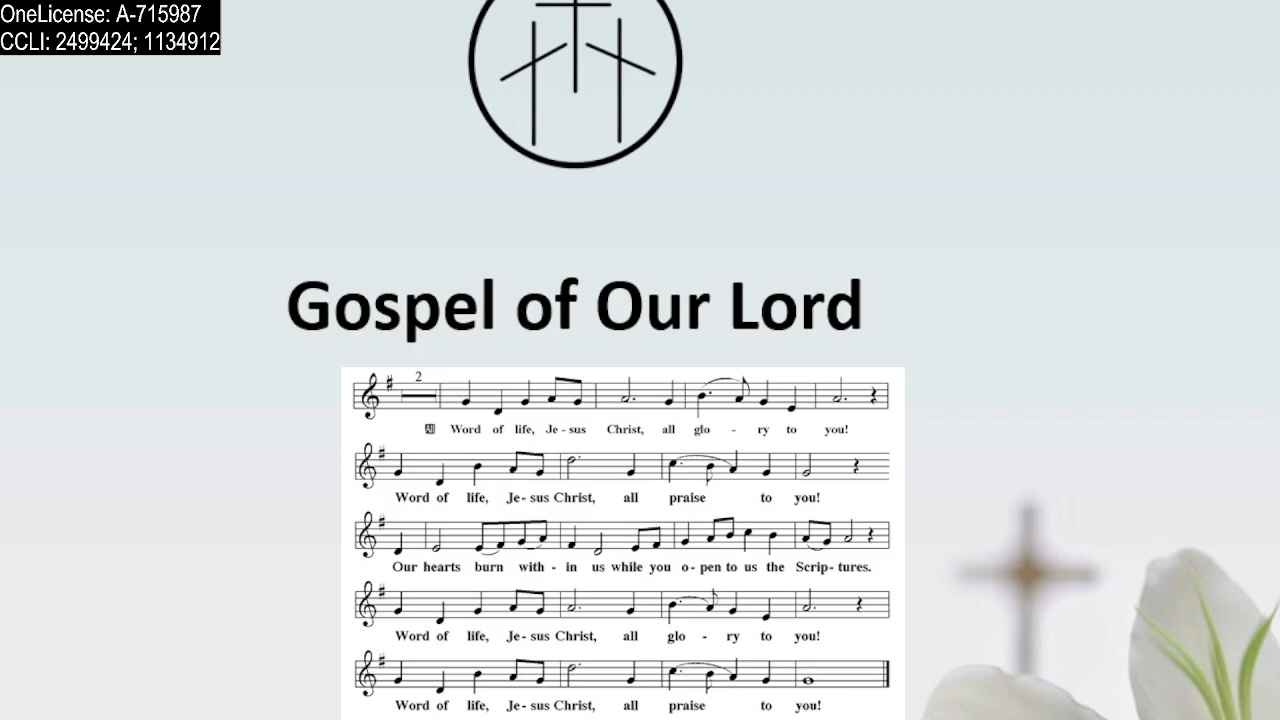 OneLicense: A-715987
CCLI: 2499424; 1134912
Gospel of Our Lord
2
All Word of life, Je - sus Christ, all glo - ry to you!
Word of life, Je - sus Christ, all praise to you!
Our hearts burn with - in us while you o - pen to us the Scrip - tures.
Word of life, Je - sus Christ, all glo - ry to you!
Word of life, Je - sus Christ, all praise to you!